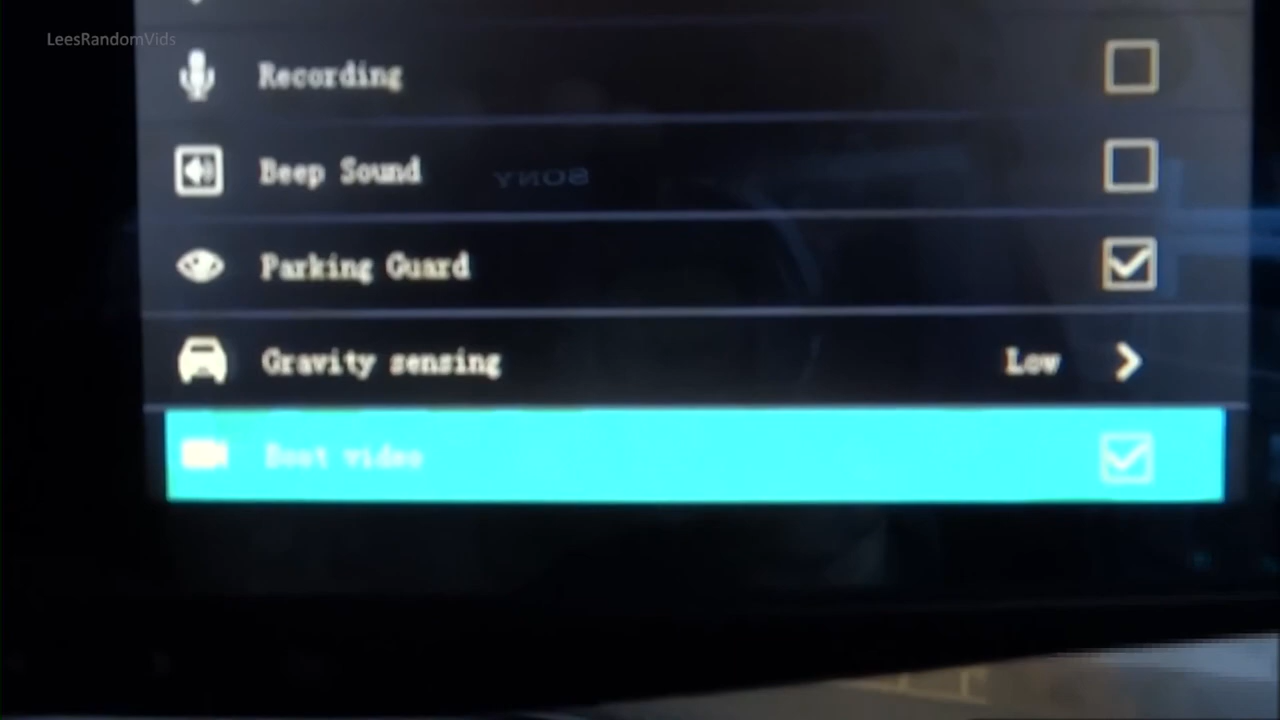 LeesRandomVids
Recording
Beep Sound
SONY
Parking Guard
Gravity sensing Low
Boot video